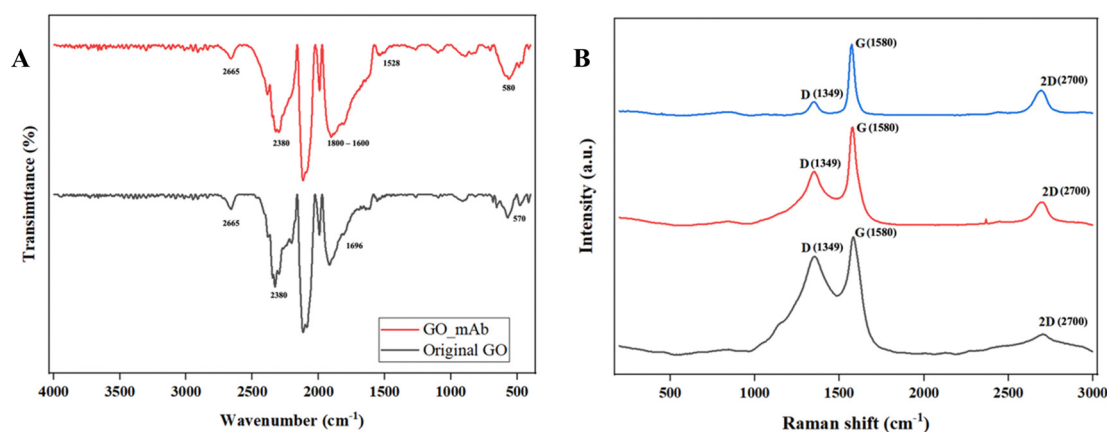 A
Transimittance (%)
2665
2380
1800 – 1600
1528
580
2665
2380
1696
570
GO_mAb
Original GO
4000
3500
3000
2500
2000
1500
1000
500
Wavenumber (cm⁻¹)
B
Intensity (a.u.)
G (1580)
D (1349)
2D (2700)
G (1580)
D (1349)
2D (2700)
G (1580)
D (1349)
2D (2700)
500
1000
1500
2000
2500
3000
Raman shift (cm⁻¹)